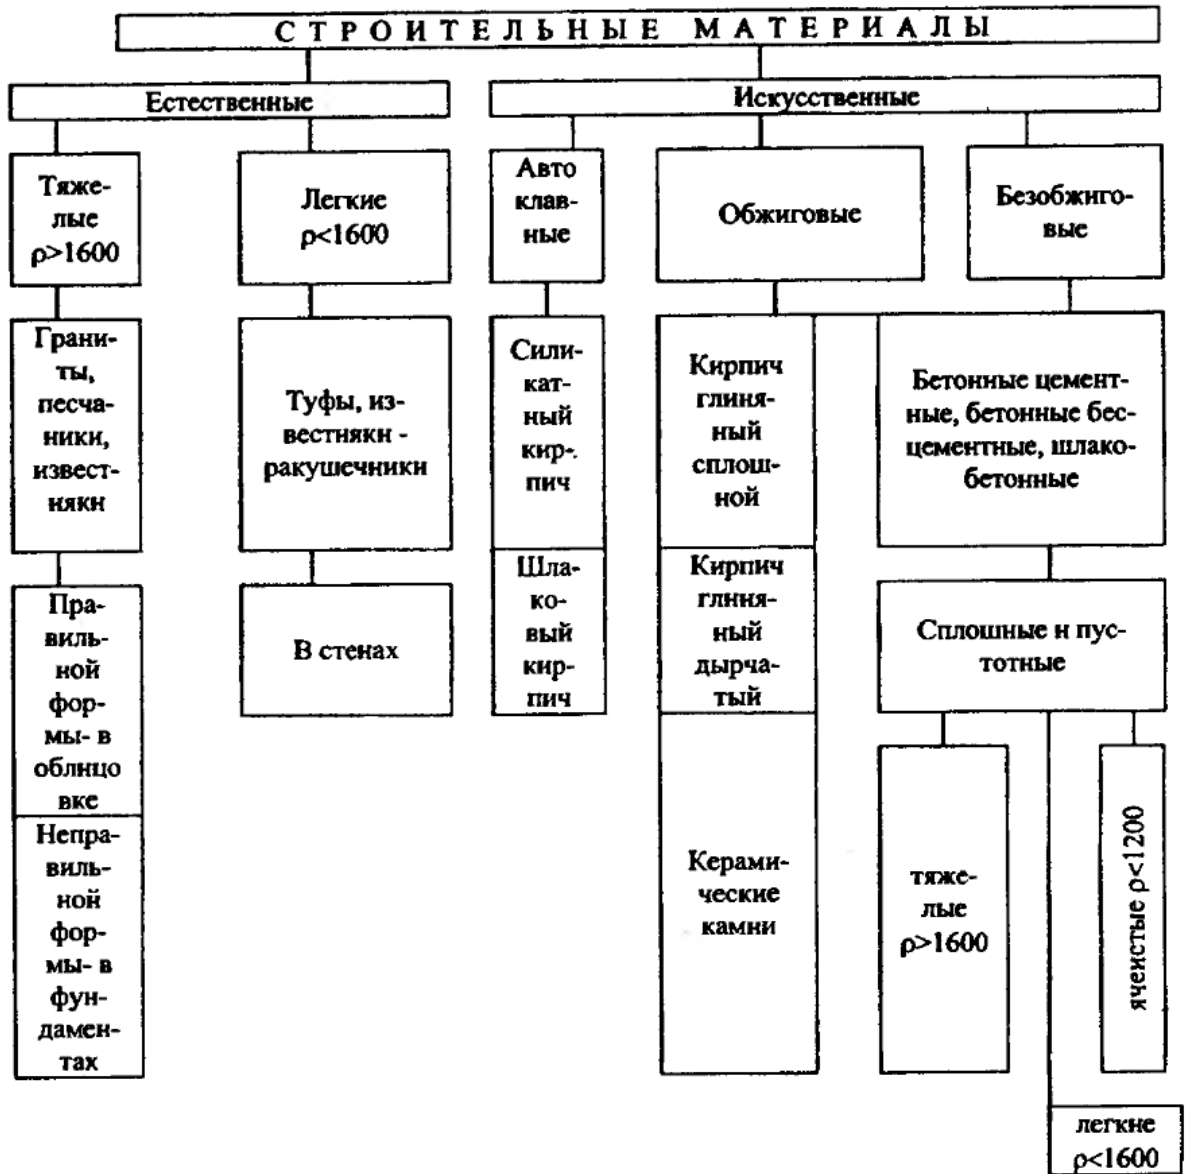 СТРОИТЕЛЬНЫЕ МАТЕРИАЛЫ
Естественные
Искусственные
Тяже-
лые
ρ>1600
Легкие
ρ<1600
Авто
клав-
ные
Обжиговые
Безобжиго-
вые
Грани-
ты,
песча-
ники,
извест-
няки
Туфы, из-
вестняки -
ракушечники
Сили-
кат-
ный
кир-
пич
Кирпич
глиня-
ный
сплош-
ной
Бетонные цемент-
ные, бетонные бес-
цементные, шлако-
бетонные
Пра-
виль-
ной
фор-
мы- в
облицо
вке
В стенах
Шла-
ко-
вый
кир-
пич
Кирпич
глиня-
ный
дырча-
тый
Сплошные и пус-
тотные
Непра-
виль-
ной
фор-
мы- в
фун-
дамен-
тах
Керами-
ческие
камни
тяже-
лые
ρ>1600
ячеистые ρ<1200
легкие
ρ<1600